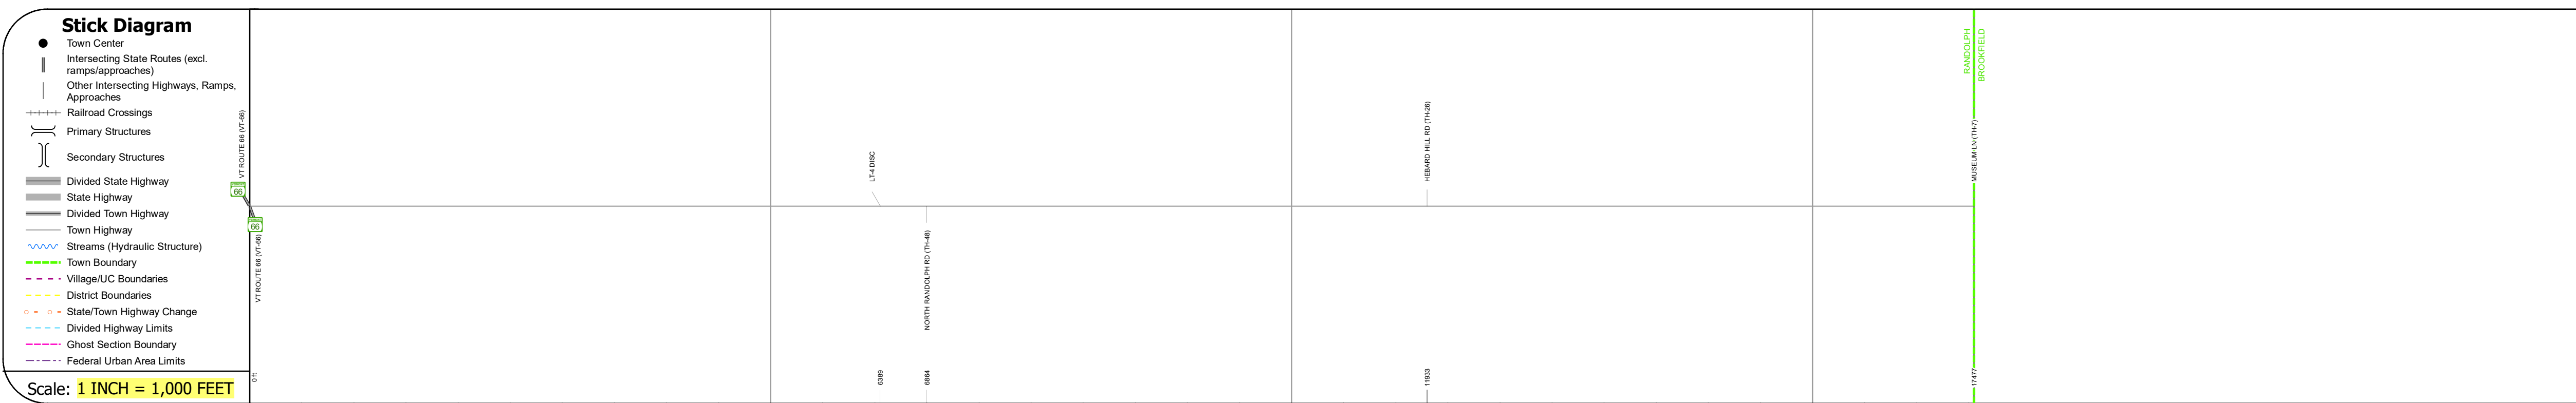 Stick Diagram
Town Center
Intersecting State Routes (excl.
ramps/approaches)
Other Intersecting Highways, Ramps,
Approaches
Railroad Crossings
Primary Structures
Secondary Structures
Divided State Highway
State Highway
Divided Town Highway
Town Highway
Streams (Hydraulic Structure)
Town Boundary
Village/UC Boundaries
District Boundaries
State/Town Highway Change
Divided Highway Limits
Ghost Section Boundary
Federal Urban Area Limits
Scale: 1 INCH = 1,000 FEET
VT ROUTE 66 (VT-66)
66
66
VT ROUTE 66 (VT-66)
0 ft
LT-4 DISC
6389
NORTH RANDOLPH RD (TH-48)
6864
HEBARD HILL RD (TH-26)
11933
RANDOLPH
BROOKFIELD
MUSEUM LN (TH-7)
17477